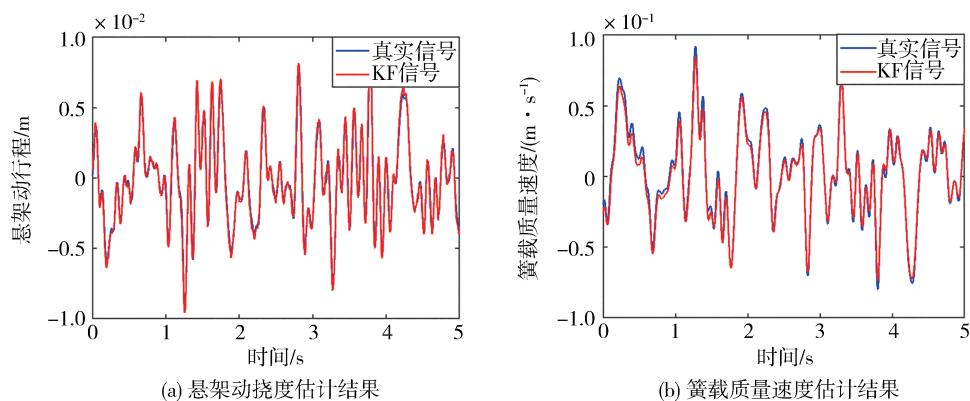 × 10⁻²
1.0
0.5
0
−0.5
−1.0
悬架动行程/m
真实信号
KF信号
0 1 2 3 4 5
时间/s
(a) 悬架动挠度估计结果
× 10⁻¹
1.0
0.5
0
−0.5
−1.0
簧载质量速度/(m · s⁻¹)
真实信号
KF信号
0 1 2 3 4 5
时间/s
(b) 簧载质量速度估计结果